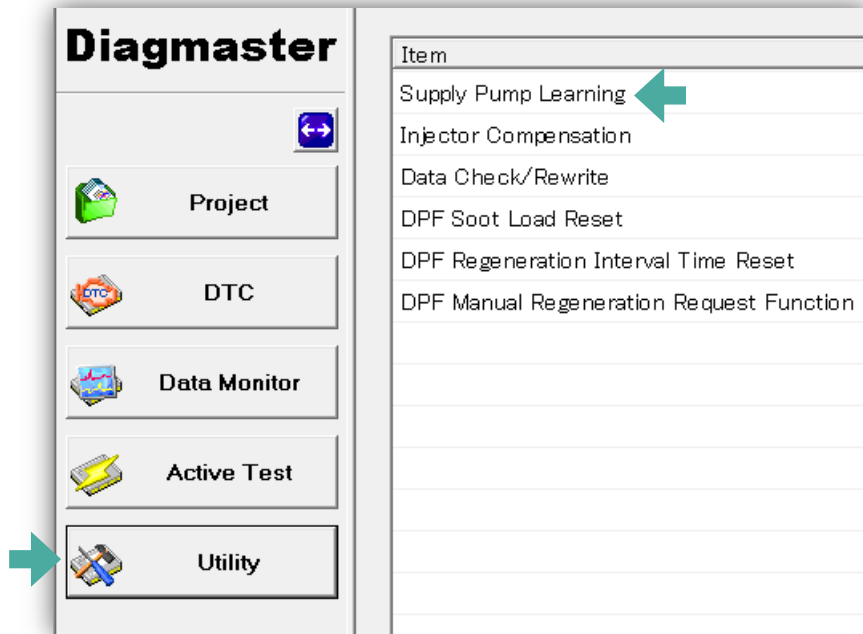 Diagmaster
Project
DTC
DTC
Data Monitor
Active Test
Utility
Item
Supply Pump Learning
Injector Compensation
Data Check/Rewrite
DPF Soot Load Reset
DPF Regeneration Interval Time Reset
DPF Manual Regeneration Request Function